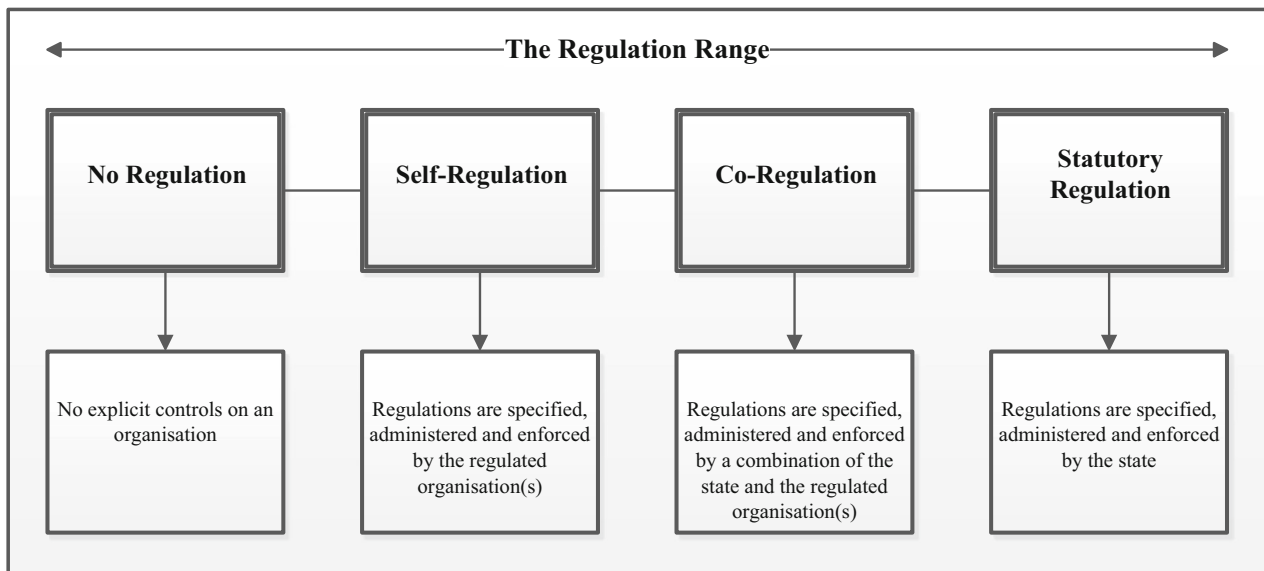 The Regulation Range
No Regulation
Self-Regulation
Co-Regulation
Statutory
Regulation
No explicit controls on an
organisation
Regulations are specified,
administered and enforced
by the regulated
organisation(s)
Regulations are specified,
administered and enforced
by a combination of the
state and the regulated
organisation(s)
Regulations are specified,
administered and enforced
by the state